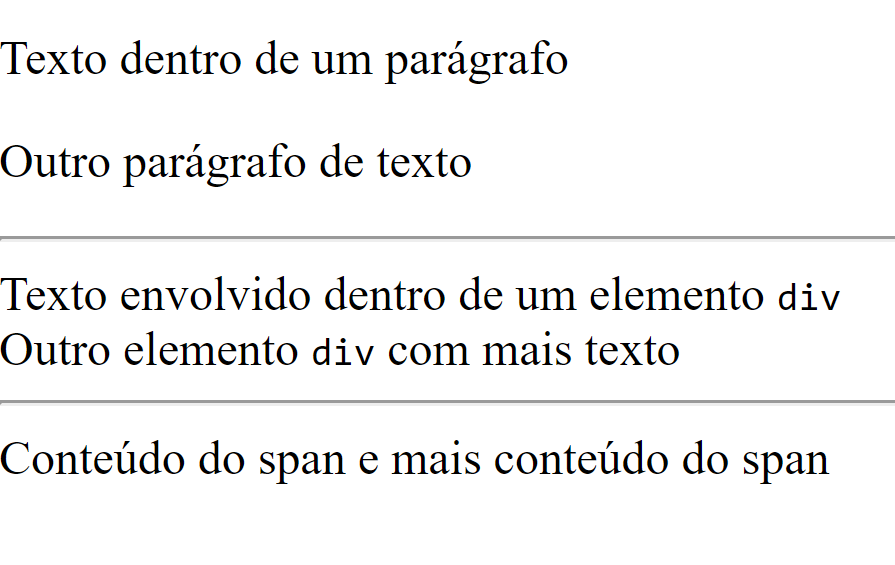 Texto dentro de um parágrafo
Outro parágrafo de texto
Texto envolvido dentro de um elemento div
Outro elemento div com mais texto
Conteúdo do span e mais conteúdo do span